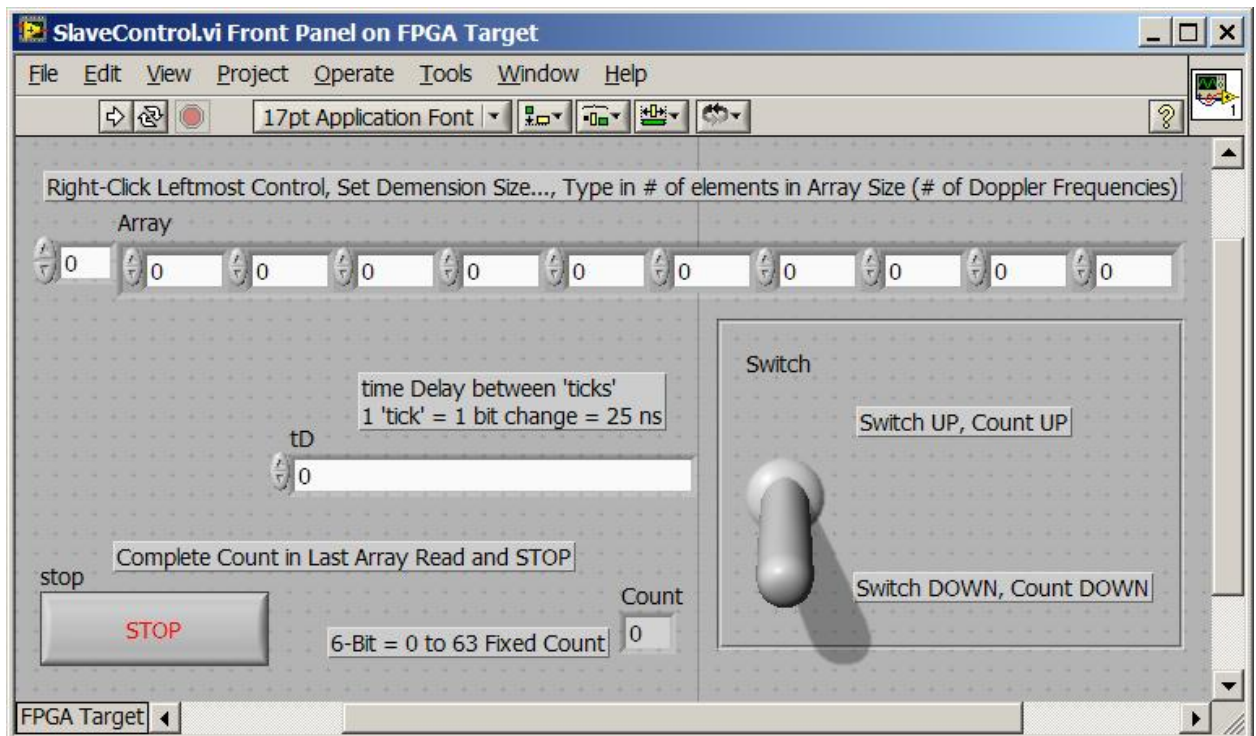 SlaveControl.vi Front Panel on FPGA Target
File Edit View Project Operate Tools Window Help
17pt Application Font
1
Right-Click Leftmost Control, Set Demension Size..., Type in # of elements in Array Size (# of Doppler Frequencies)
Array
0 0 0 0 0 0 0 0 0 0 0
Switch
time Delay between 'ticks'
1 'tick' = 1 bit change = 25 ns
Switch UP, Count UP
tD
0
Complete Count in Last Array Read and STOP
stop
Switch DOWN, Count DOWN
Count
STOP
6-Bit = 0 to 63 Fixed Count 0
FPGA Target